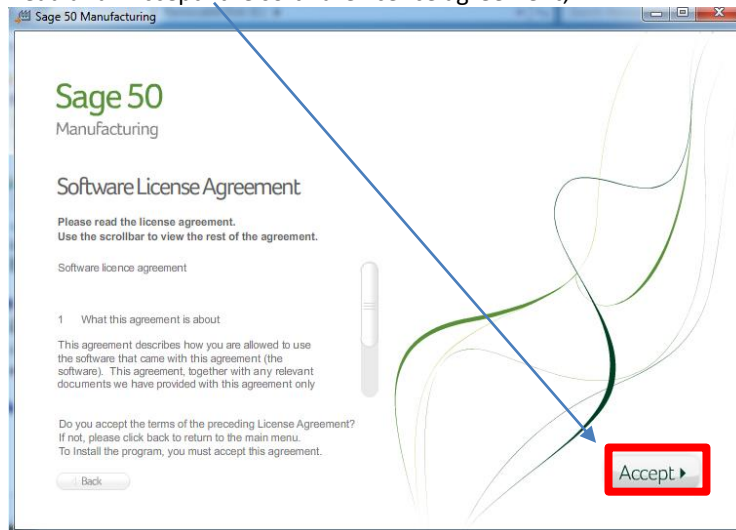 Sage 50 Manufacturing
Sage 50
Manufacturing
Software License Agreement
Please read the license agreement.
Use the scrollbar to view the rest of the agreement.
Software licence agreement
1 What this agreement is about
This agreement describes how you are allowed to use
the software that came with this agreement (the
software). This agreement, together with any relevant
documents we have provided with this agreement only
Do you accept the terms of the preceding License Agreement?
If not, please click back to return to the main menu.
To Install the program, you must accept this agreement.
Back
Accept